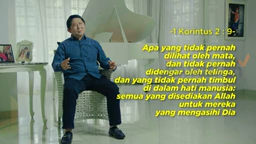 -1 Korintus 2 : 9-
Apa yang tidak pernah
dilihat oleh mata,
dan tidak pernah
didengar oleh telinga,
dan yang tidak pernah timbul
di dalam hati manusia:
semua yang disediakan Allah
untuk mereka
yang mengasihi Dia